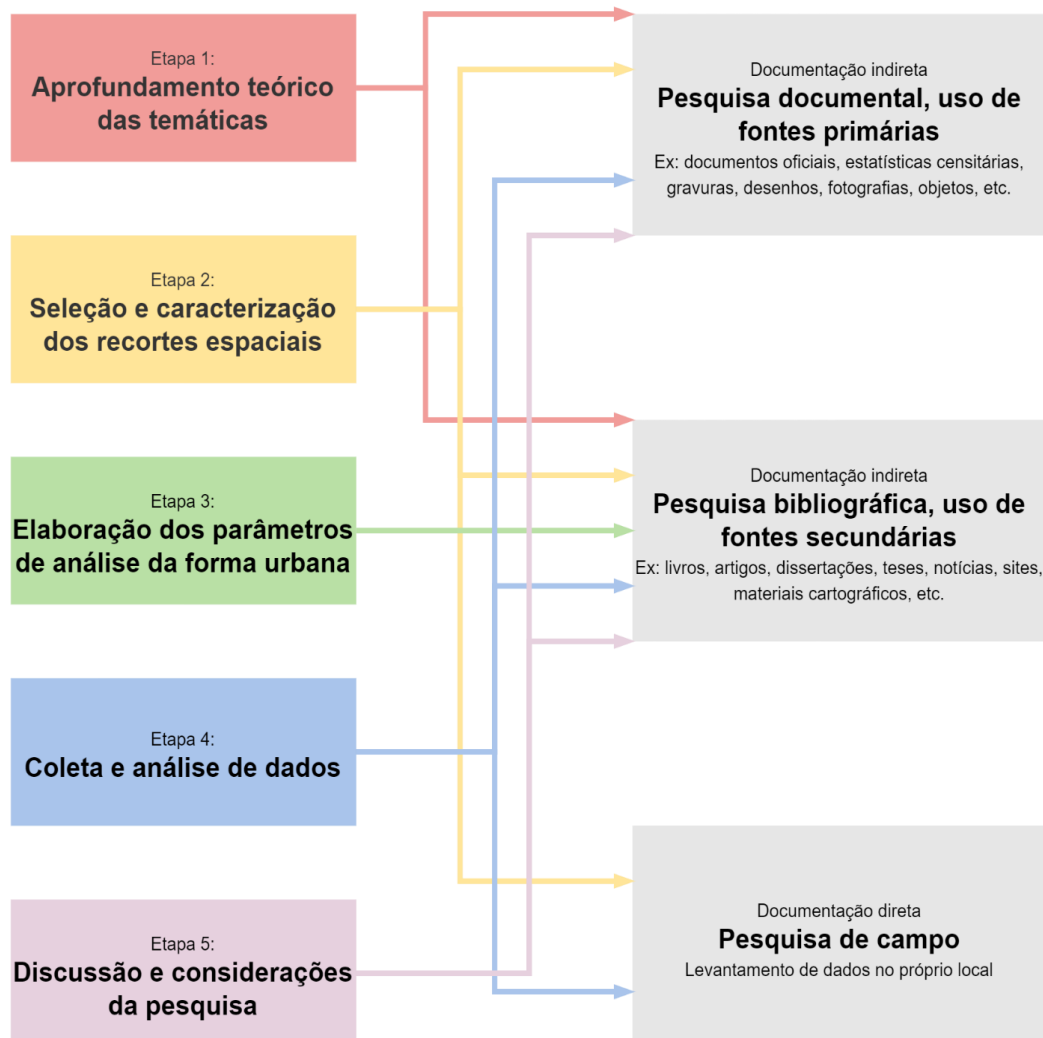 Etapa 1:
Aprofundamento teórico
das temáticas
Etapa 2:
Seleção e caracterização
dos recortes espaciais
Etapa 3:
Elaboração dos parâmetros
de análise da forma urbana
Etapa 4:
Coleta e análise de dados
Etapa 5:
Discussão e considerações
da pesquisa
Documentação indireta
Pesquisa documental, uso de
fontes primárias
Ex: documentos oficiais, estatísticas censitárias,
gravuras, desenhos, fotografias, objetos, etc.
Documentação indireta
Pesquisa bibliográfica, uso de
fontes secundárias
Ex: livros, artigos, dissertações, teses, notícias, sites,
materiais cartográficos, etc.
Documentação direta
Pesquisa de campo
Levantamento de dados no próprio local